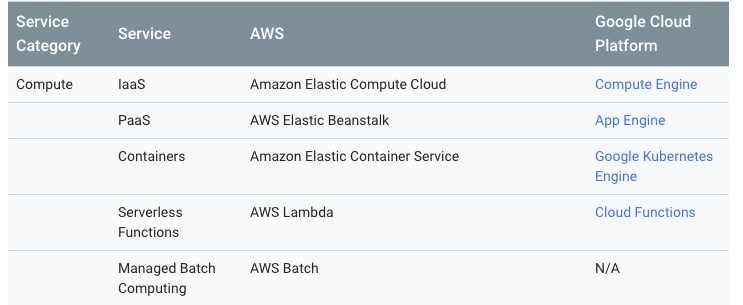 Service Category Service AWS Google Cloud Platform
Compute IaaS Amazon Elastic Compute Cloud Compute Engine
PaaS AWS Elastic Beanstalk App Engine
Containers Amazon Elastic Container Service Google Kubernetes Engine
Serverless Functions AWS Lambda Cloud Functions
Managed Batch Computing AWS Batch N/A